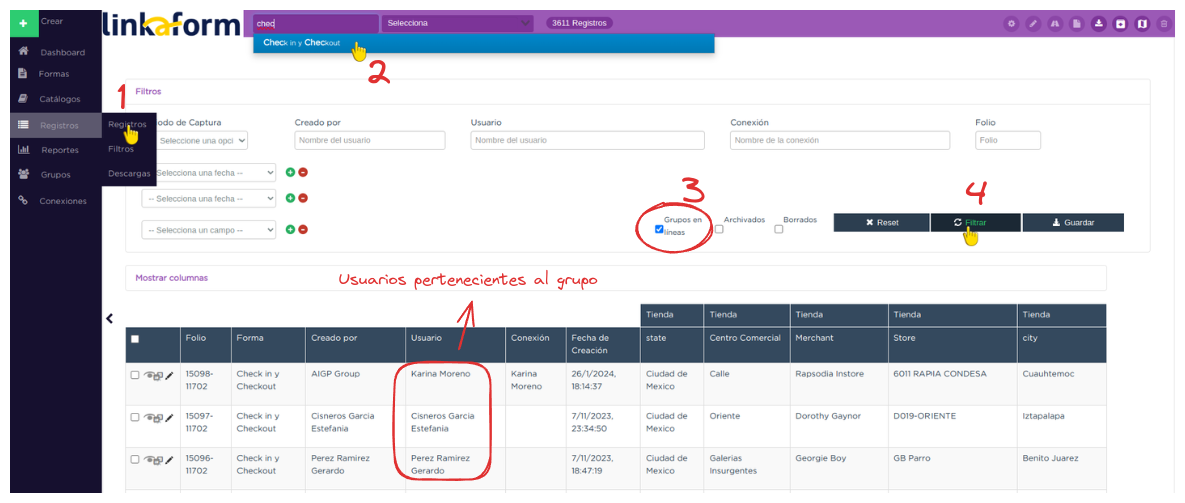 + Crear
linkaform
chec
Selecciona
3611 Registros
Check in y Checkout
2
Dashboard
Formas
Catálogos
Registros
Reportes
Grupos
Conexiones
1
Registros
Filtros
Descargas
Filtros
odo de Captura
Creado por
Usuario
Conexión
Folio
Seleccione una opci
Nombre del usuario
Nombre del usuario
Nombre de la conexión
Folio
Selecciona una fecha --
-- Selecciona una fecha --
-- Selecciona un campo --
3
Grupos en líneas
Archivados
Borrados
4
Reset
Filtrar
Guardar
Mostrar columnas
Usuarios pertenecientes al grupo
Tienda Tienda Tienda Tienda Tienda
Folio Forma Creado por Usuario Conexión Fecha de Creación state Centro Comercial Merchant Store city
15098-11702 Check in y Checkout AIGP Group Karina Moreno Karina Moreno 26/1/2024, 18:14:37 Ciudad de Mexico Calle Rapsodia Instore 6011 RAPIIA CONDESA Cuauhtemoc
15097-11702 Check in y Checkout Cisneros Garcia Estefania Cisneros Garcia Estefania 7/11/2023, 23:34:50 Ciudad de Mexico Oriente Dorothy Gaynor D019-ORIENTE Iztapalapa
15096-11702 Check in y Checkout Perez Ramirez Gerardo Perez Ramirez Gerardo 7/11/2023, 18:47:19 Ciudad de Mexico Galerias Insurgentes Georgie Boy GB Parro Benito Juarez